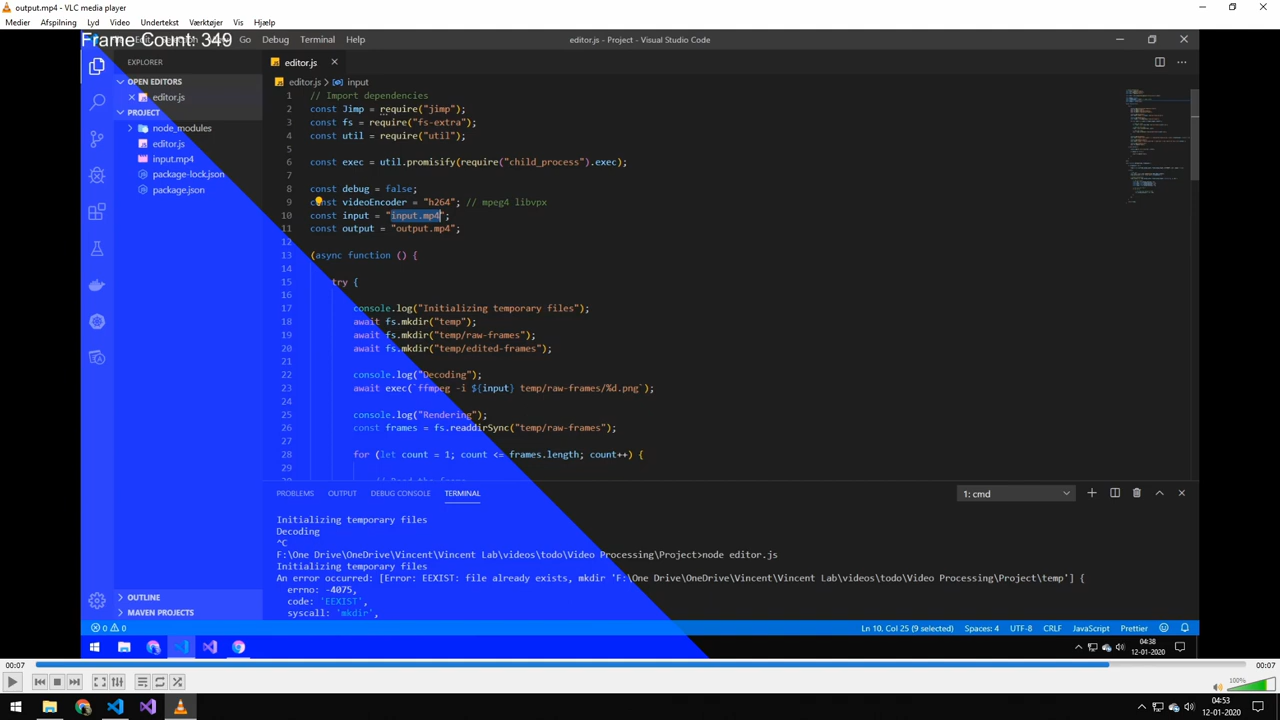 output.mp4 - VLC media player
Medier Afspilning Lyd Video Undertekst Værktøjer Vis Hjælp
Frame Count: 349
Go Debug Terminal Help
editor.js - Project - Visual Studio Code
EXPLORER
OPEN EDITORS
editor.js
PROJECT
node_modules
editor.js
input.mp4
package-lock.json
package.json
OUTLINE
MAVEN PROJECTS
editor.js
editor.js > input
1 // Import dependencies
2 const Jimp = require("jimp");
3 const fs = require("fs-extra");
4 const util = require("util");
5
6 const exec = util.promisify(require("child_process").exec);
7
8 const debug = false;
9 const videoEncoder = "h264"; // mpeg4 libvpx
10 const input = "input.mp4";
11 const output = "output.mp4";
12
13 (async function () {
14
15 try {
16
17 console.log("Initializing temporary files");
18 await fs.mkdir("temp");
19 await fs.mkdir("temp/raw-frames");
20 await fs.mkdir("temp/edited-frames");
21
22 console.log("Decoding");
23 await exec(`ffmpeg -i ${input} temp/raw-frames/%d.png`);
24
25 console.log("Rendering");
26 const frames = fs.readdirSync("temp/raw-frames");
27
28 for (let count = 1; count <= frames.length; count++) {
29
PROBLEMS OUTPUT DEBUG CONSOLE TERMINAL
1: cmd
Initializing temporary files
Decoding
^C
F:\One Drive\OneDrive\Vincent\Vincent Lab\videos\todo\Video Processing\Project>node editor.js
Initializing temporary files
An error occurred: [Error: EEXIST: file already exists, mkdir 'F:\One Drive\OneDrive\Vincent\Vincent Lab\videos\todo\Video Processing\Project\temp'] {
errno: -4075,
code: 'EEXIST',
syscall: 'mkdir',
0 0
Ln 10, Col 25 (9 selected) Spaces: 4 UTF-8 CRLF JavaScript Prettier
04:38
12-01-2020
00:07
00:07
100%
04:53
12-01-2020